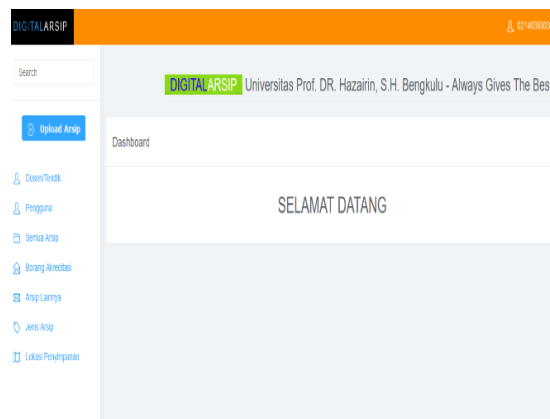 DIGITALARSIP
Search
DIGITALARSIP Universitas Prof. DR. Hazairin, S.H. Bengkulu - Always Gives The Bes
Upload Arsip
Dashboard
SELAMAT DATANG
Dosen/Tendik
Pengguna
Semua Arsip
Borang Akreditasi
Arsip Lainnya
Jenis Arsip
Lokasi Penyimpanan